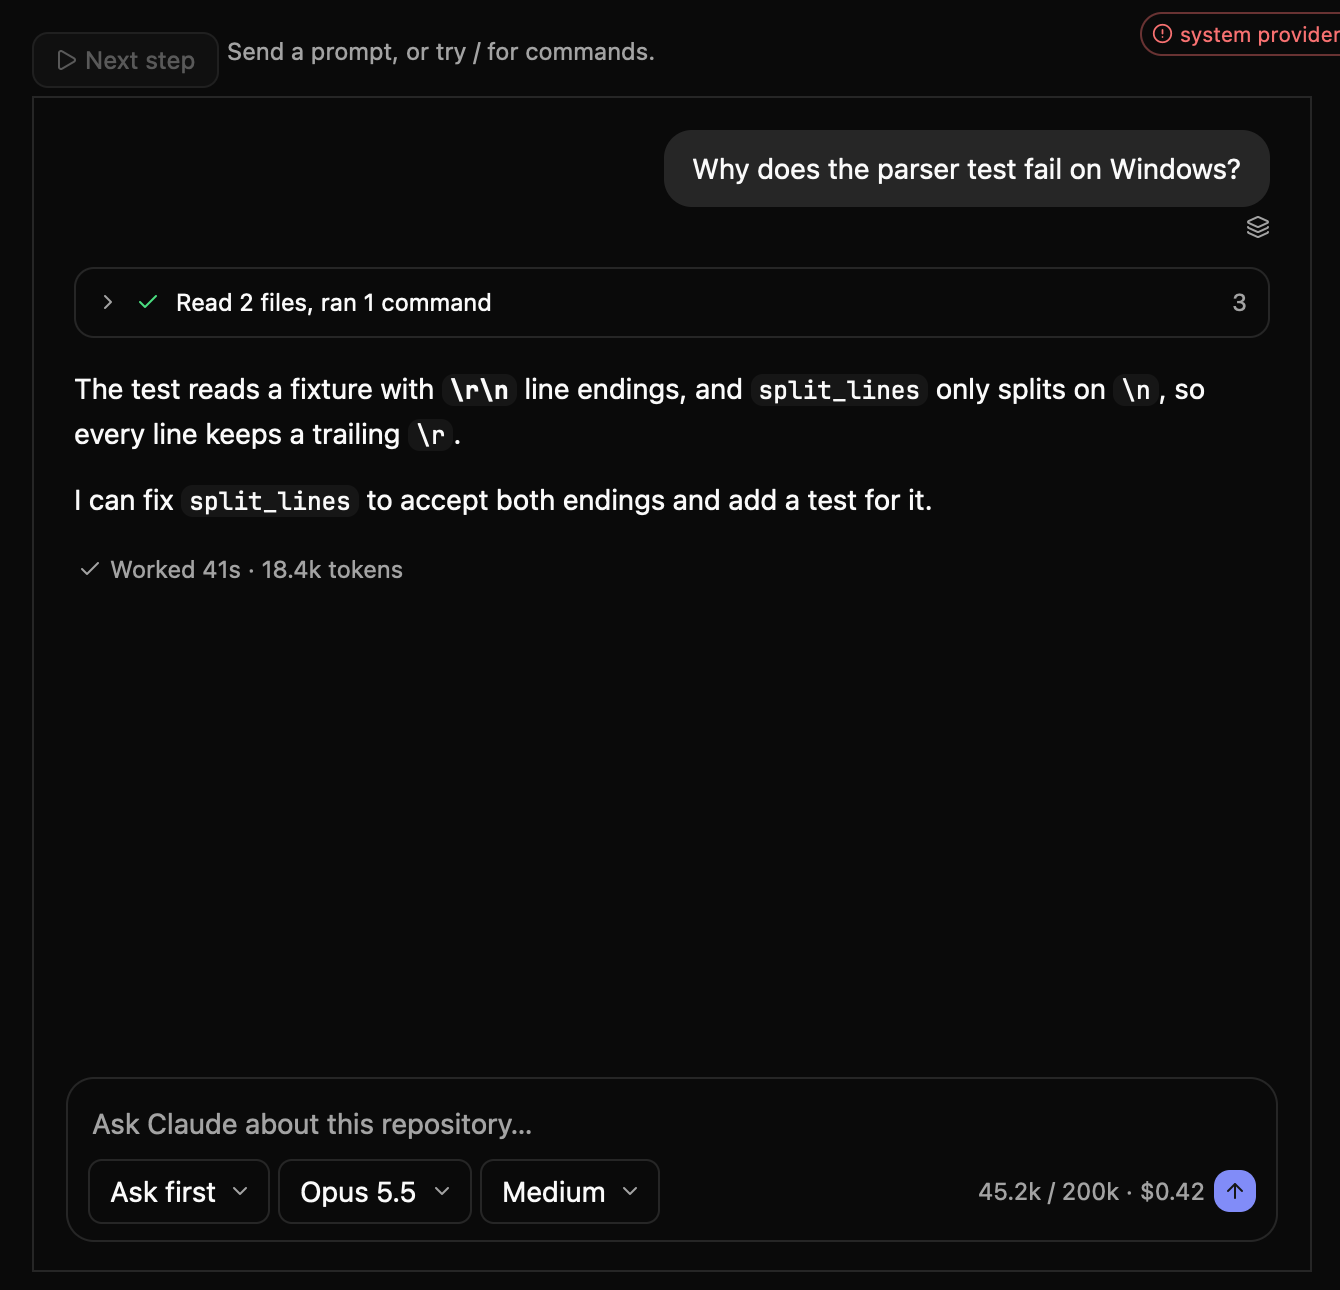 Next step
Send a prompt, or try / for commands.
system provider
Why does the parser test fail on Windows?
Read 2 files, ran 1 command
3
The test reads a fixture with \r\n line endings, and split_lines only splits on \n, so
every line keeps a trailing \r.
I can fix split_lines to accept both endings and add a test for it.
Worked 41s · 18.4k tokens
Ask Claude about this repository...
Ask first
Opus 5.5
Medium
45.2k / 200k · $0.42